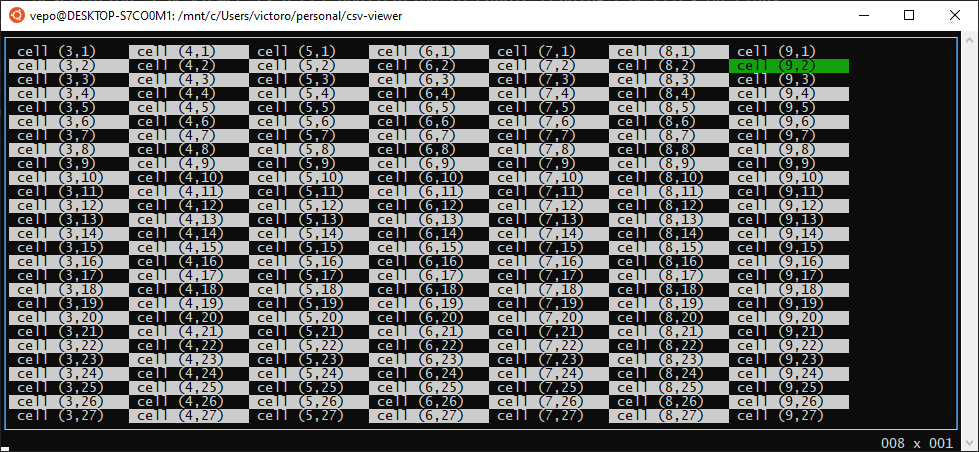 vepo@DESKTOP-S7CO0M1: /mnt/c/Users/victoro/personal/csv-viewer
cell (3,1) cell (4,1) cell (5,1) cell (6,1) cell (7,1) cell (8,1) cell (9,1)
cell (3,2) cell (4,2) cell (5,2) cell (6,2) cell (7,2) cell (8,2) cell (9,2)
cell (3,3) cell (4,3) cell (5,3) cell (6,3) cell (7,3) cell (8,3) cell (9,3)
cell (3,4) cell (4,4) cell (5,4) cell (6,4) cell (7,4) cell (8,4) cell (9,4)
cell (3,5) cell (4,5) cell (5,5) cell (6,5) cell (7,5) cell (8,5) cell (9,5)
cell (3,6) cell (4,6) cell (5,6) cell (6,6) cell (7,6) cell (8,6) cell (9,6)
cell (3,7) cell (4,7) cell (5,7) cell (6,7) cell (7,7) cell (8,7) cell (9,7)
cell (3,8) cell (4,8) cell (5,8) cell (6,8) cell (7,8) cell (8,8) cell (9,8)
cell (3,9) cell (4,9) cell (5,9) cell (6,9) cell (7,9) cell (8,9) cell (9,9)
cell (3,10) cell (4,10) cell (5,10) cell (6,10) cell (7,10) cell (8,10) cell (9,10)
cell (3,11) cell (4,11) cell (5,11) cell (6,11) cell (7,11) cell (8,11) cell (9,11)
cell (3,12) cell (4,12) cell (5,12) cell (6,12) cell (7,12) cell (8,12) cell (9,12)
cell (3,13) cell (4,13) cell (5,13) cell (6,13) cell (7,13) cell (8,13) cell (9,13)
cell (3,14) cell (4,14) cell (5,14) cell (6,14) cell (7,14) cell (8,14) cell (9,14)
cell (3,15) cell (4,15) cell (5,15) cell (6,15) cell (7,15) cell (8,15) cell (9,15)
cell (3,16) cell (4,16) cell (5,16) cell (6,16) cell (7,16) cell (8,16) cell (9,16)
cell (3,17) cell (4,17) cell (5,17) cell (6,17) cell (7,17) cell (8,17) cell (9,17)
cell (3,18) cell (4,18) cell (5,18) cell (6,18) cell (7,18) cell (8,18) cell (9,18)
cell (3,19) cell (4,19) cell (5,19) cell (6,19) cell (7,19) cell (8,19) cell (9,19)
cell (3,20) cell (4,20) cell (5,20) cell (6,20) cell (7,20) cell (8,20) cell (9,20)
cell (3,21) cell (4,21) cell (5,21) cell (6,21) cell (7,21) cell (8,21) cell (9,21)
cell (3,22) cell (4,22) cell (5,22) cell (6,22) cell (7,22) cell (8,22) cell (9,22)
cell (3,23) cell (4,23) cell (5,23) cell (6,23) cell (7,23) cell (8,23) cell (9,23)
cell (3,24) cell (4,24) cell (5,24) cell (6,24) cell (7,24) cell (8,24) cell (9,24)
cell (3,25) cell (4,25) cell (5,25) cell (6,25) cell (7,25) cell (8,25) cell (9,25)
cell (3,26) cell (4,26) cell (5,26) cell (6,26) cell (7,26) cell (8,26) cell (9,26)
cell (3,27) cell (4,27) cell (5,27) cell (6,27) cell (7,27) cell (8,27) cell (9,27)
008 x 001